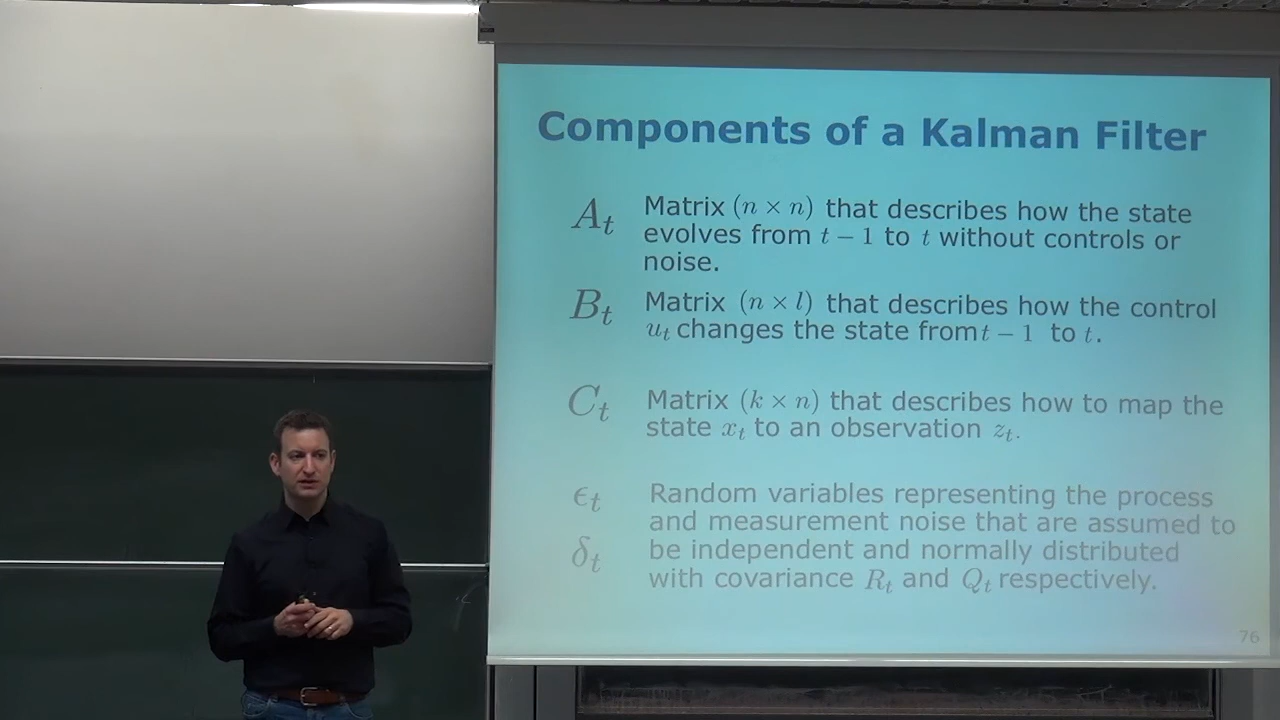 Components of a Kalman Filter
A_t Matrix (n × n) that describes how the state
evolves from t − 1 to t without controls or
noise.
B_t Matrix (n × l) that describes how the control
u_t changes the state from t − 1 to t.
C_t Matrix (k × n) that describes how to map the
state x_t to an observation z_t.
ϵ_t Random variables representing the process
and measurement noise that are assumed to
δ_t be independent and normally distributed
with covariance R_t and Q_t respectively.
76